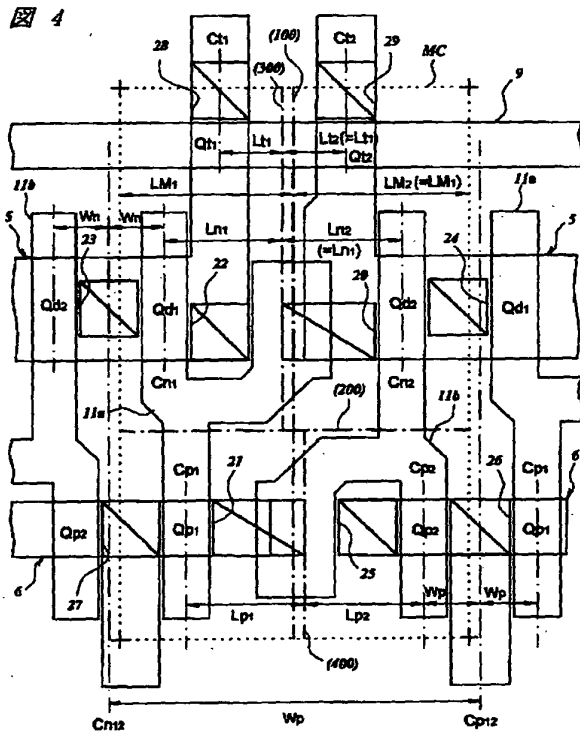 図 4
28
Ct1
Ct2
(100)
29
MC
(300)
9
Qt1
Lt1
Lt2(=Lt1)
Qt2
11b
LM1
LM2(=LM1)
11a
5
Wn
Wn
Ln1
Ln2
(=Ln1)
5
23
24
Qd2
Qd1
22
20
Qd2
Qd1
Cn1
Cn2
11a
(200)
11b
Cp1
Cp2
Cp1
21
26
6
Qp2
Qp1
Qp2
Qp1
25
6
27
Lp1
Lp2
Wp
Wp
(400)
Wp
Cn12
Cp12